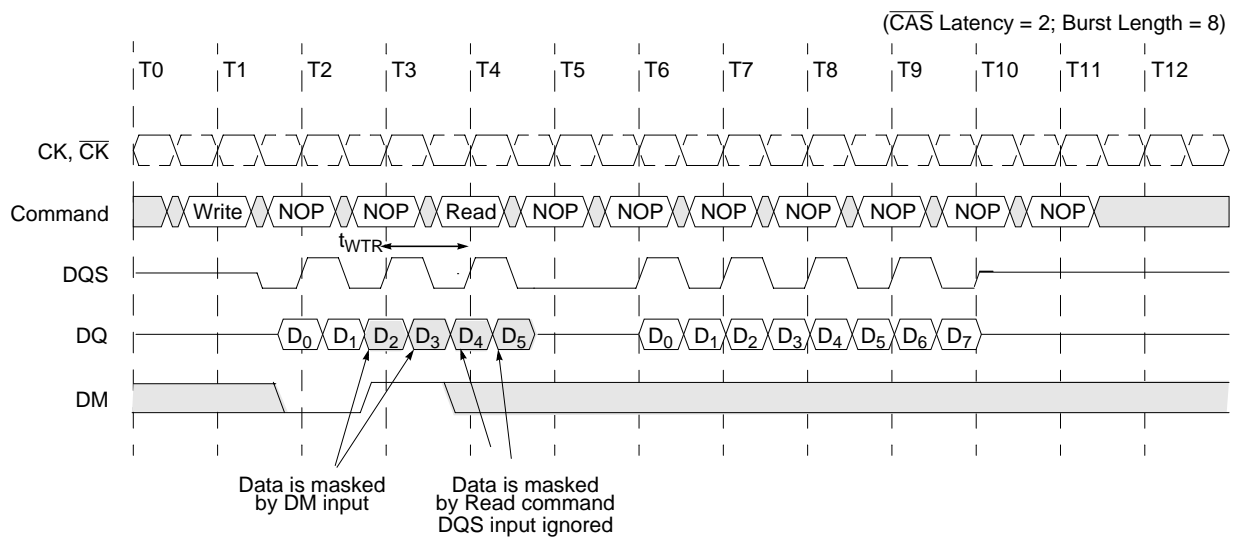 (CAS Latency = 2; Burst Length = 8)
T0 T1 T2 T3 T4 T5 T6 T7 T8 T9 T10 T11 T12
CK, CK
Command Write NOP NOP Read NOP NOP NOP NOP NOP NOP NOP
tWTR
DQS
DQ D0 D1 D2 D3 D4 D5 D0 D1 D2 D3 D4 D5 D6 D7
DM
Data is masked
by DM input
Data is masked
by Read command
DQS input ignored